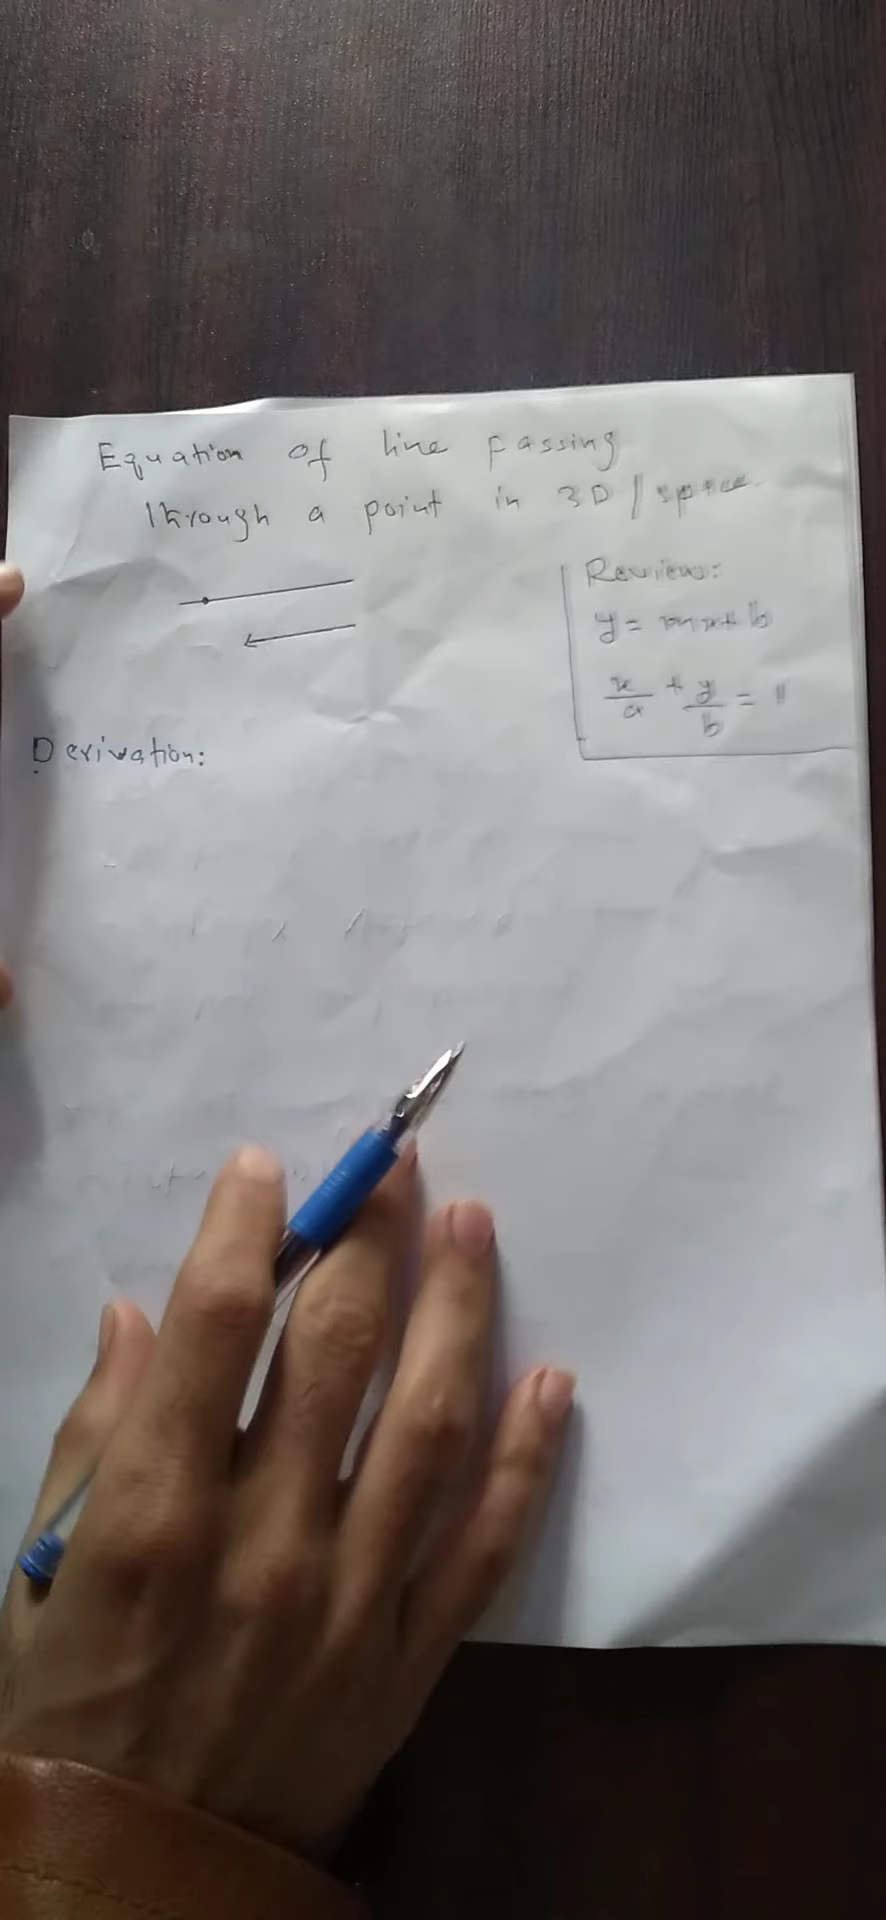 Equation of line passing
through a point in 3D / space
Review:
y = mx + b
x/a + y/b = 1
Derivation: